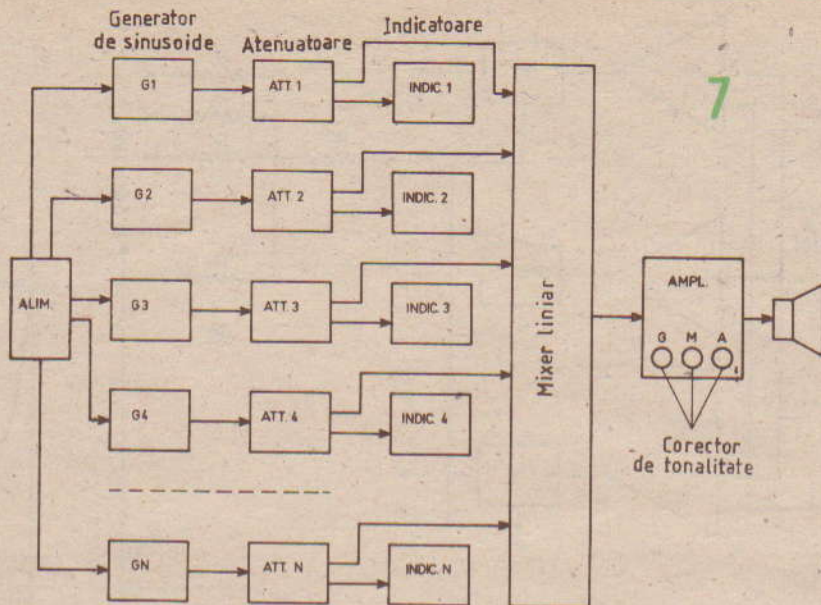 Generator
de sinusoide
Atenuatoare
Indicatoare
7
G1
ATT. 1
INDIC. 1
G2
ATT. 2
INDIC. 2
ALIM.
G3
ATT. 3
INDIC. 3
G4
ATT. 4
INDIC. 4
GN
ATT. N
INDIC. N
Mixer liniar
AMPL.
G M A
Corector
de tonalitate